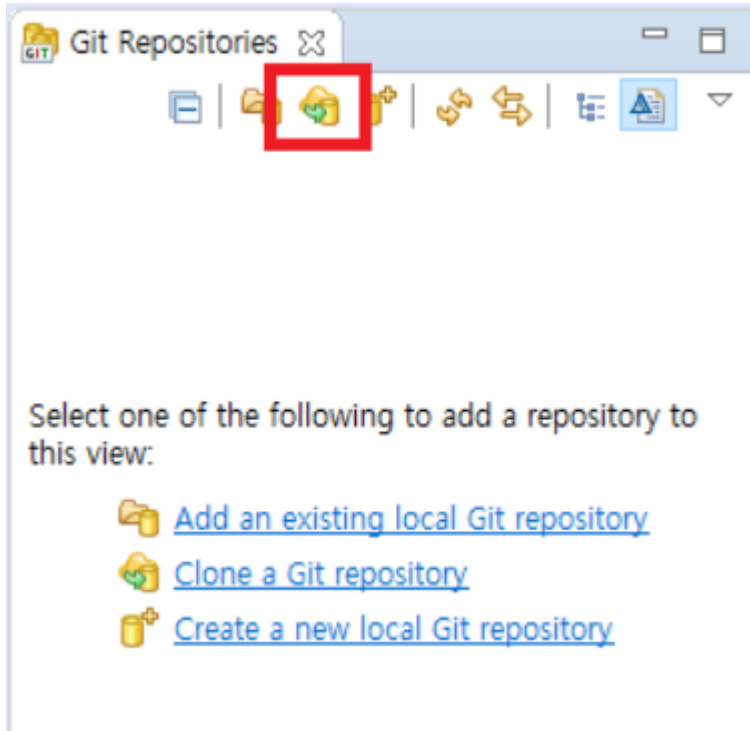 GIT Git Repositories
Select one of the following to add a repository to
this view:
Add an existing local Git repository
Clone a Git repository
Create a new local Git repository